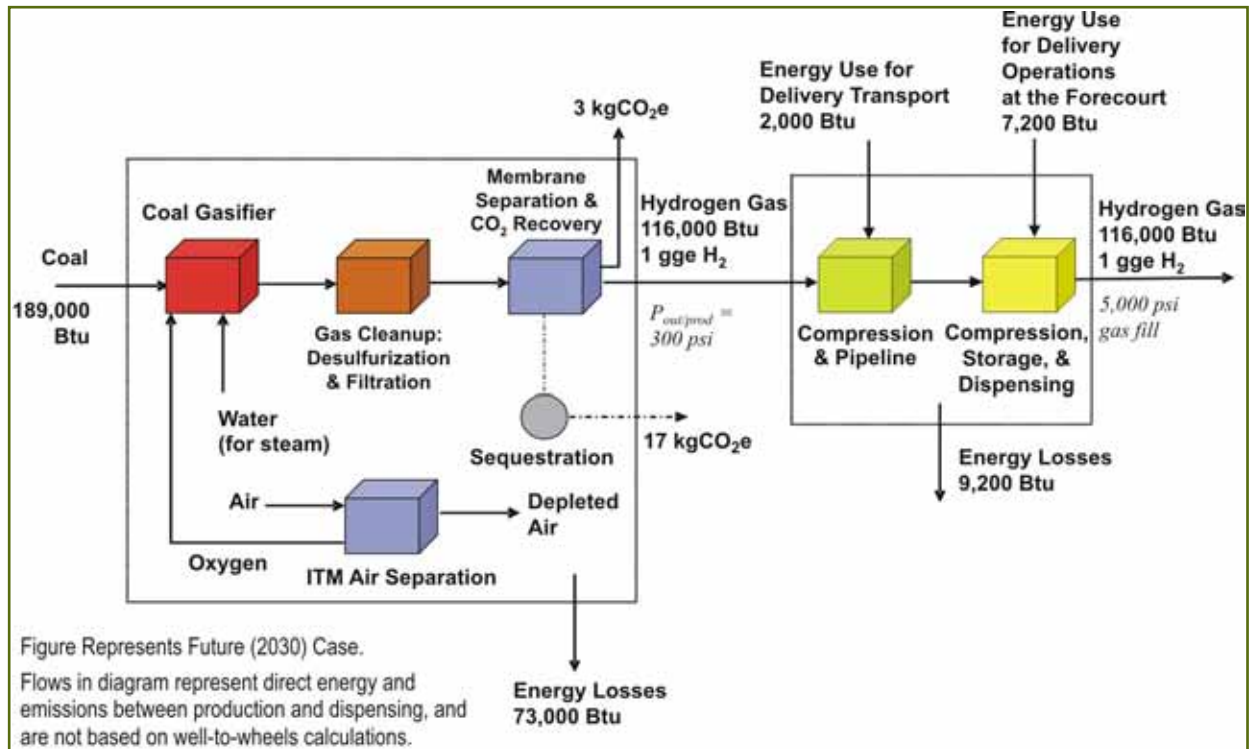 Energy Use
for Delivery
Operations
at the Forecourt
7,200 Btu
Energy Use for
Delivery Transport
2,000 Btu
3 kgCO₂e
Membrane
Separation &
CO₂ Recovery
Coal Gasifier
Hydrogen Gas
116,000 Btu
1 gge H₂
Hydrogen Gas
116,000 Btu
1 gge H₂
Coal
189,000
Btu
P out/prod =
300 psi
5,000 psi
gas fill
Gas Cleanup:
Desulfurization
& Filtration
Compression
& Pipeline
Compression,
Storage, &
Dispensing
Water
(for steam)
Sequestration
17 kgCO₂e
Energy Losses
9,200 Btu
Air
Depleted
Air
Oxygen
ITM Air Separation
Figure Represents Future (2030) Case.
Flows in diagram represent direct energy and
emissions between production and dispensing, and
are not based on well-to-wheels calculations.
Energy Losses
73,000 Btu